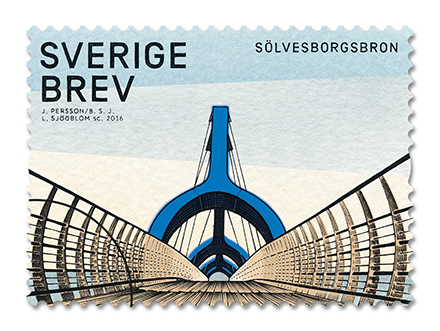 SVERIGE
BREV
SÖLVESBORGSBRON
J. PERSSON/B. S. J.
L. SJÖÖBLOM sc. 2016